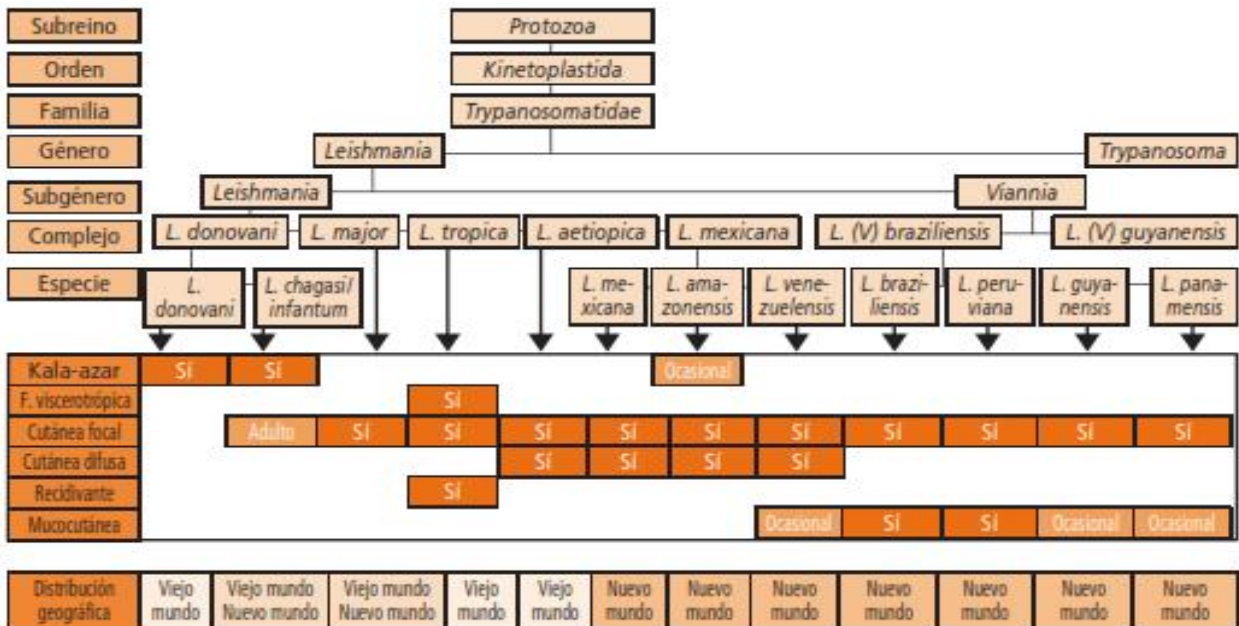 Subreino Protozoa
Orden Kinetoplastida
Familia Trypanosomatidae
Género Leishmania Trypanosoma
Subgénero Leishmania Viannia
Complejo L. donovani L. major L. tropica L. aetiopica L. mexicana L. (V) braziliensis L. (V) guyanensis
Especie L. donovani L. chagasi/ infantum L. me- xicana L. ama- zonensis L. vene- zuelensis L. brazi- liensis L. peru- viana L. guya- nensis L. pana- mensis
Kala-azar Sí Sí Ocasional
F. viscerotrópica Sí
Cutánea focal Adulto Sí Sí Sí Sí Sí Sí Sí Sí Sí Sí
Cutánea difusa Sí Sí Sí Sí
Recidivante Sí
Mucocutánea Ocasional Sí Sí Ocasional Ocasional
Distribución Viejo Viejo mundo Viejo mundo Viejo Viejo Nuevo Nuevo Nuevo Nuevo Nuevo Nuevo Nuevo
geográfica mundo Nuevo mundo Nuevo mundo mundo mundo mundo mundo mundo mundo mundo mundo mundo